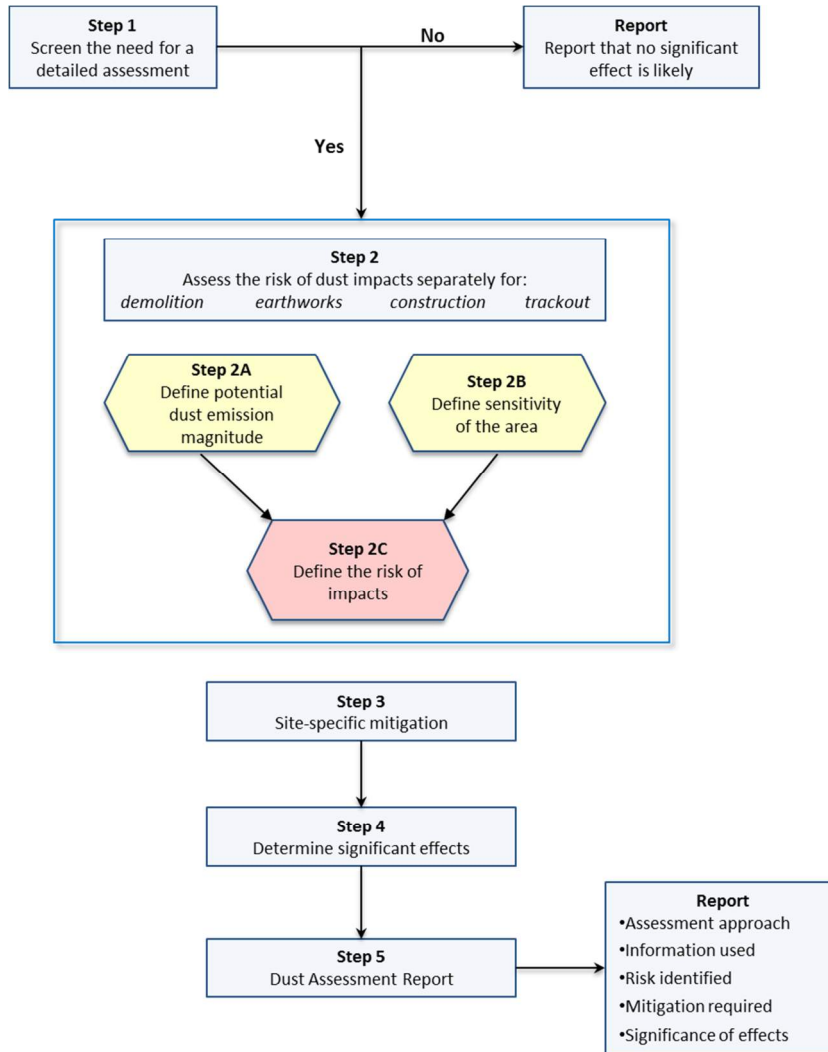 Step 1
Screen the need for a
detailed assessment
No
Report
Report that no significant
effect is likely
Yes
Step 2
Assess the risk of dust impacts separately for:
demolition earthworks construction trackout
Step 2A
Define potential
dust emission
magnitude
Step 2B
Define sensitivity
of the area
Step 2C
Define the risk of
impacts
Step 3
Site-specific mitigation
Step 4
Determine significant effects
Step 5
Dust Assessment Report
Report
•Assessment approach
•Information used
•Risk identified
•Mitigation required
•Significance of effects